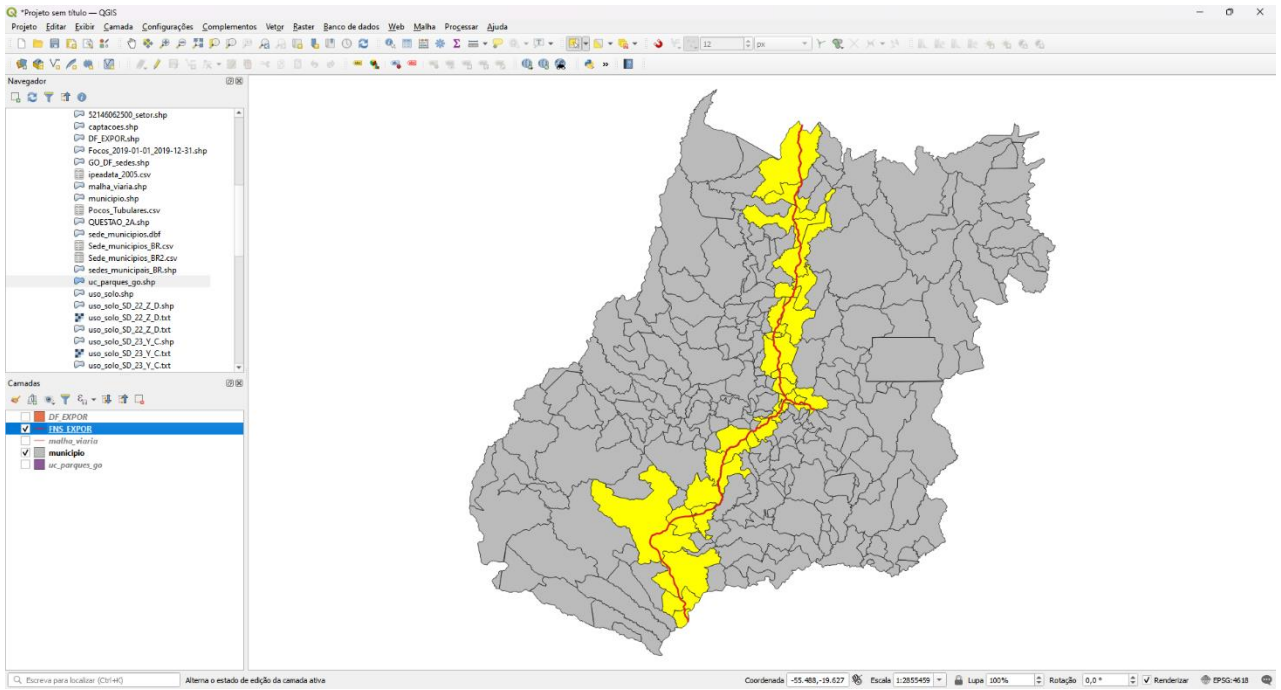 *Projeto sem título — QGIS
Projeto Editar Exibir Camada Configurações Complementos Vetor Raster Banco de dados Web Malha Processar Ajuda
12 px
Navegador
52146062500_setor.shp
captacoes.shp
DF_EXPOR.shp
Focos_2019-01-01_2019-12-31.shp
GO_DF_sedes.shp
ipeadata_2005.csv
malha_viaria.shp
municipio.shp
Pocos_Tubulares.csv
QUESTAO_2A.shp
sede_municipios.dbf
Sede_municipios_BR.csv
Sede_municipios_BR2.csv
sedes_municipais_BR.shp
uc_parques_go.shp
uso_solo.shp
uso_solo_SD_22_Z_D.shp
uso_solo_SD_22_Z_D.txt
uso_solo_SD_23_Y_C.shp
uso_solo_SD_23_Y_C.txt
Camadas
DF_EXPOR
FNS_EXPOR
malha_viaria
municipio
uc_parques_go
Escreva para localizar (Ctrl+K) Alterna o estado de edição da camada ativa Coordenada -55.488,-19.627 Escala 1:2855459 Lupa 100% Rotação 0,0 ° Renderizar EPSG:4618